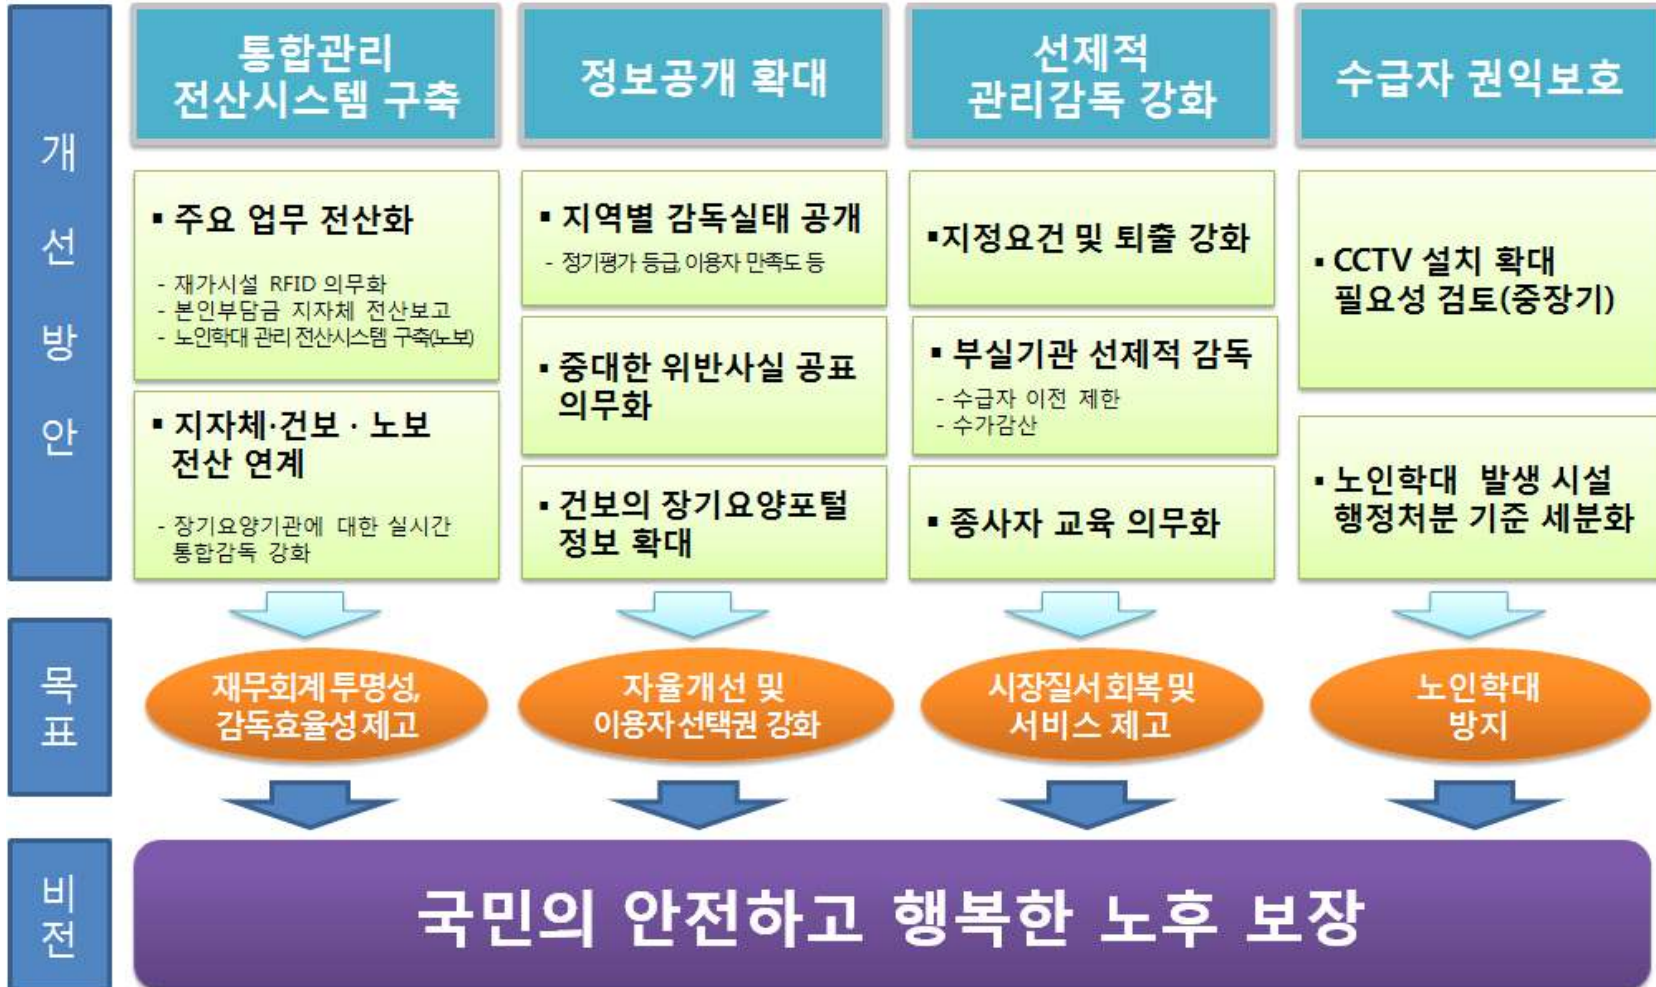 개
선
방
안
통합관리
전산시스템 구축
▪ 주요 업무 전산화
- 재가시설 RFID 의무화
- 본인부담금 지자체 전산보고
- 노인학대 관리 전산시스템 구축(노보)
▪ 지자체·건보 · 노보
전산 연계
- 장기요양기관에 대한 실시간
통합감독 강화
정보공개 확대
▪ 지역별 감독실태 공개
- 정기평가 등급, 이용자 만족도 등
▪ 중대한 위반사실 공표
의무화
▪ 건보의 장기요양포털
정보 확대
선제적
관리감독 강화
▪지정요건 및 퇴출 강화
▪ 부실기관 선제적 감독
- 수급자 이전 제한
- 수가감산
▪ 종사자 교육 의무화
수급자 권익보호
▪ CCTV 설치 확대
필요성 검토(중장기)
▪ 노인학대 발생 시설
행정처분 기준 세분화
목
표
재무회계 투명성,
감독효율성 제고
자율개선 및
이용자 선택권 강화
시장질서 회복 및
서비스 제고
노인학대
방지
비
전
국민의 안전하고 행복한 노후 보장